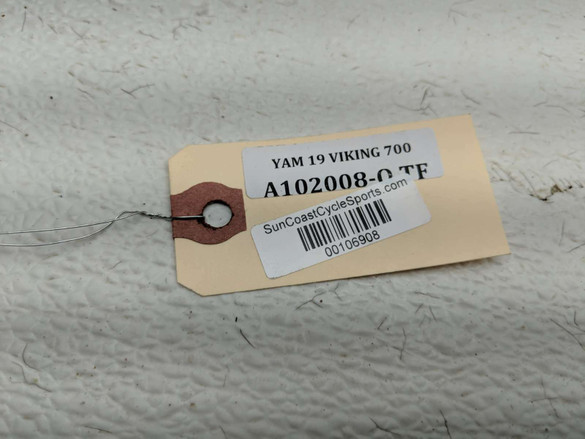 YAM 19 VIKING 700
A102008-O TF
SunCoastCycleSports.com
00106908